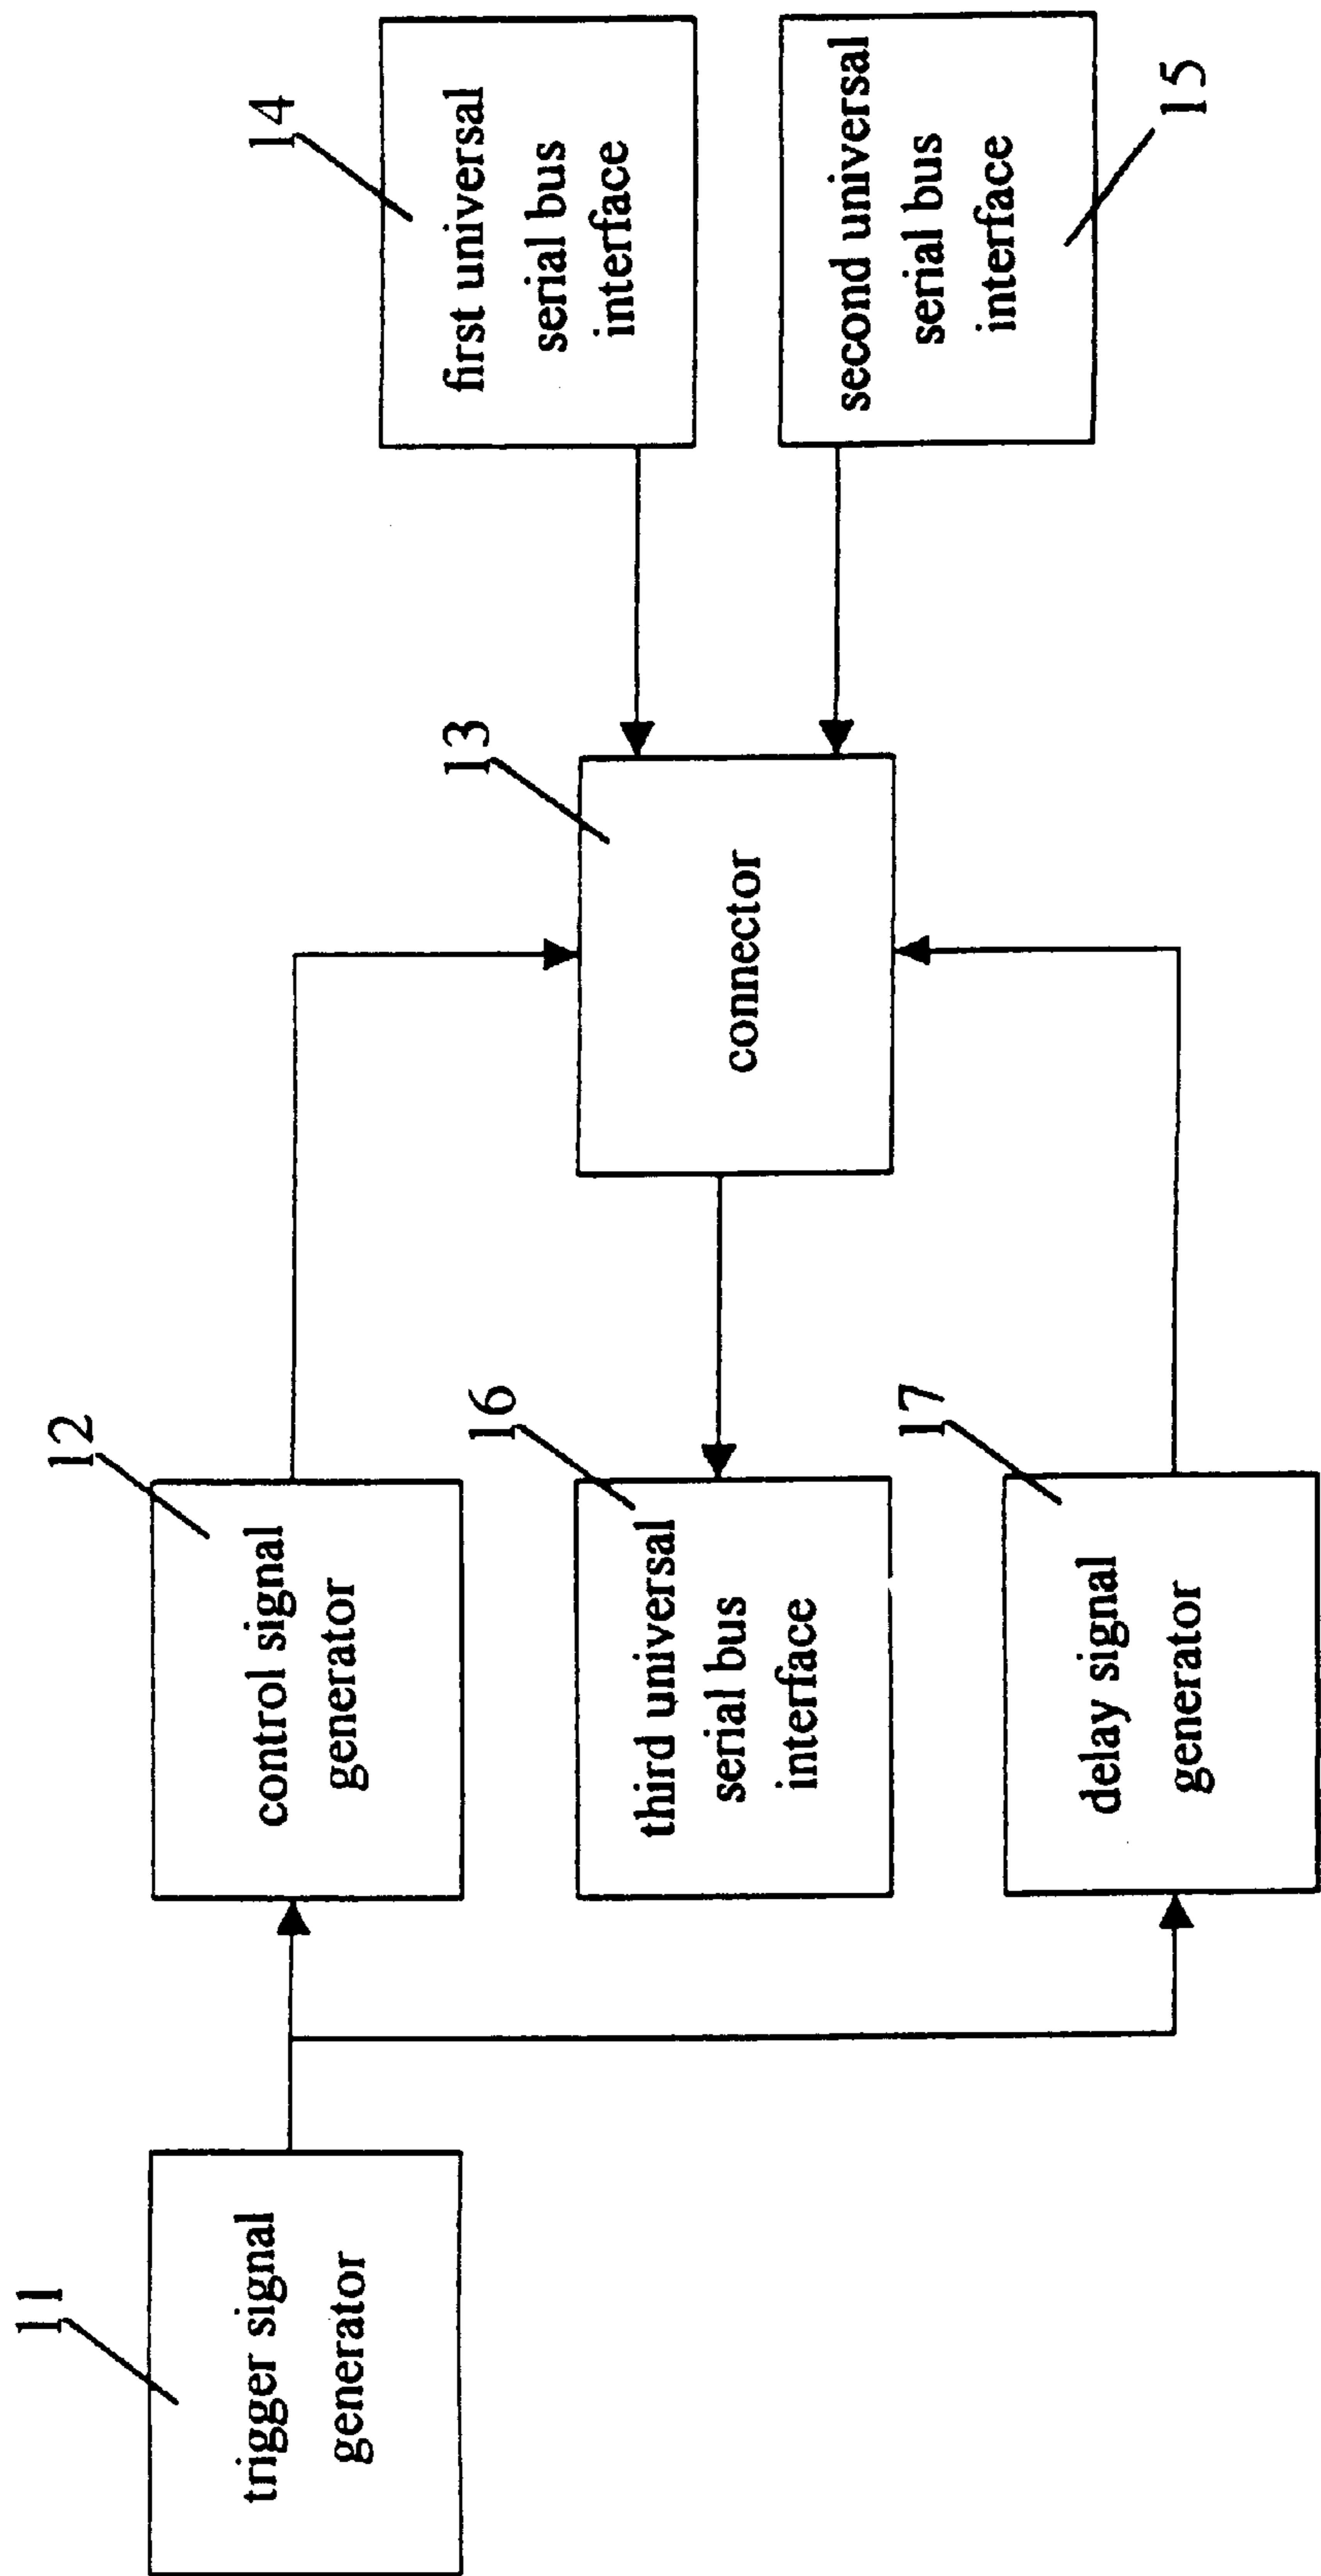 11
trigger signal
generator
12
control signal
generator
16
third universal
serial bus
interface
17
delay signal
generator
13
connector
14
first universal
serial bus
interface
second universal
serial bus
interface
15